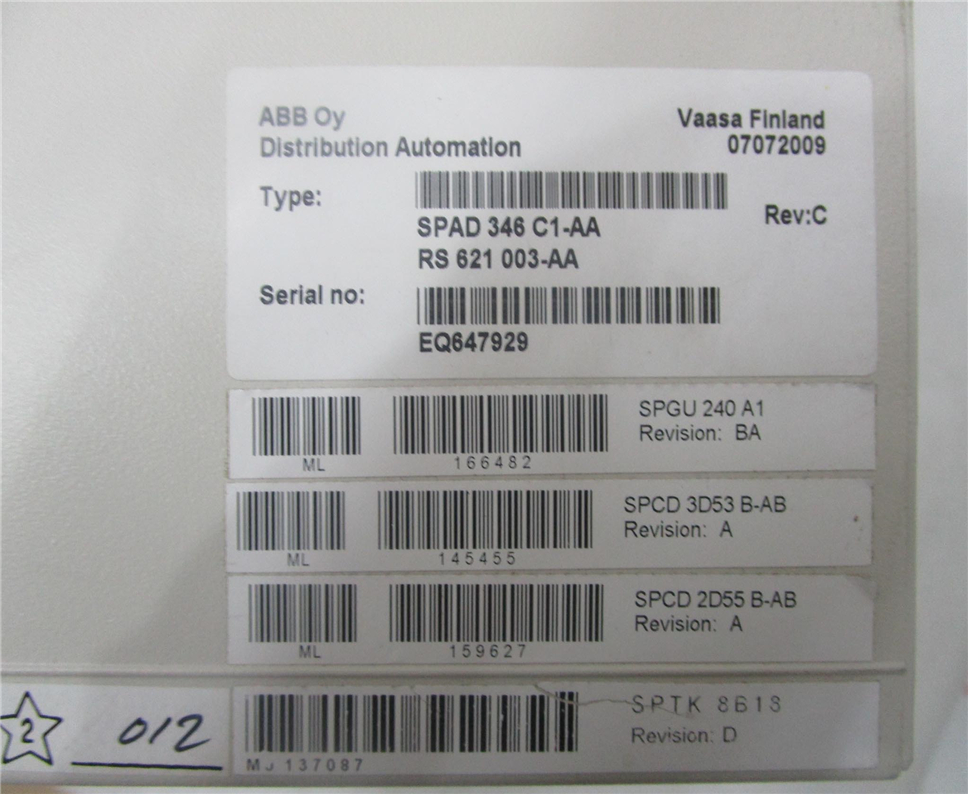 ABB Oy
Vaasa Finland
Distribution Automation
07072009
Type:
Rev:C
SPAD 346 C1-AA
RS 621 003-AA
Serial no:
EQ647929
SPGU 240 A1
Revision: BA
ML 166482
SPCD 3D53 B-AB
Revision: A
ML 145455
SPCD 2D55 B-AB
Revision: A
ML 159627
SPTK 8B18
Revision: D
MJ 137087
2
012